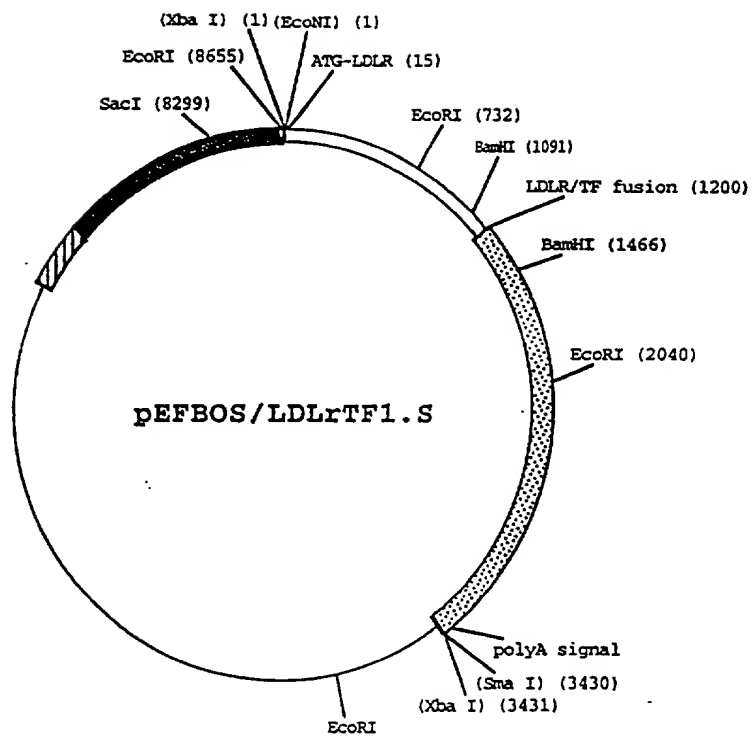 (Xba I) (1) (EcoNI) (1)
EcoRI (8655)
ATG-LDLR (15)
SacI (8299)
EcoRI (732)
BamHI (1091)
LDLR/TF fusion (1200)
BamHI (1466)
EcoRI (2040)
pEFBOS/LDLrTF1.S
polyA signal
(Sma I) (3430)
(Xba I) (3431)
EcoRI